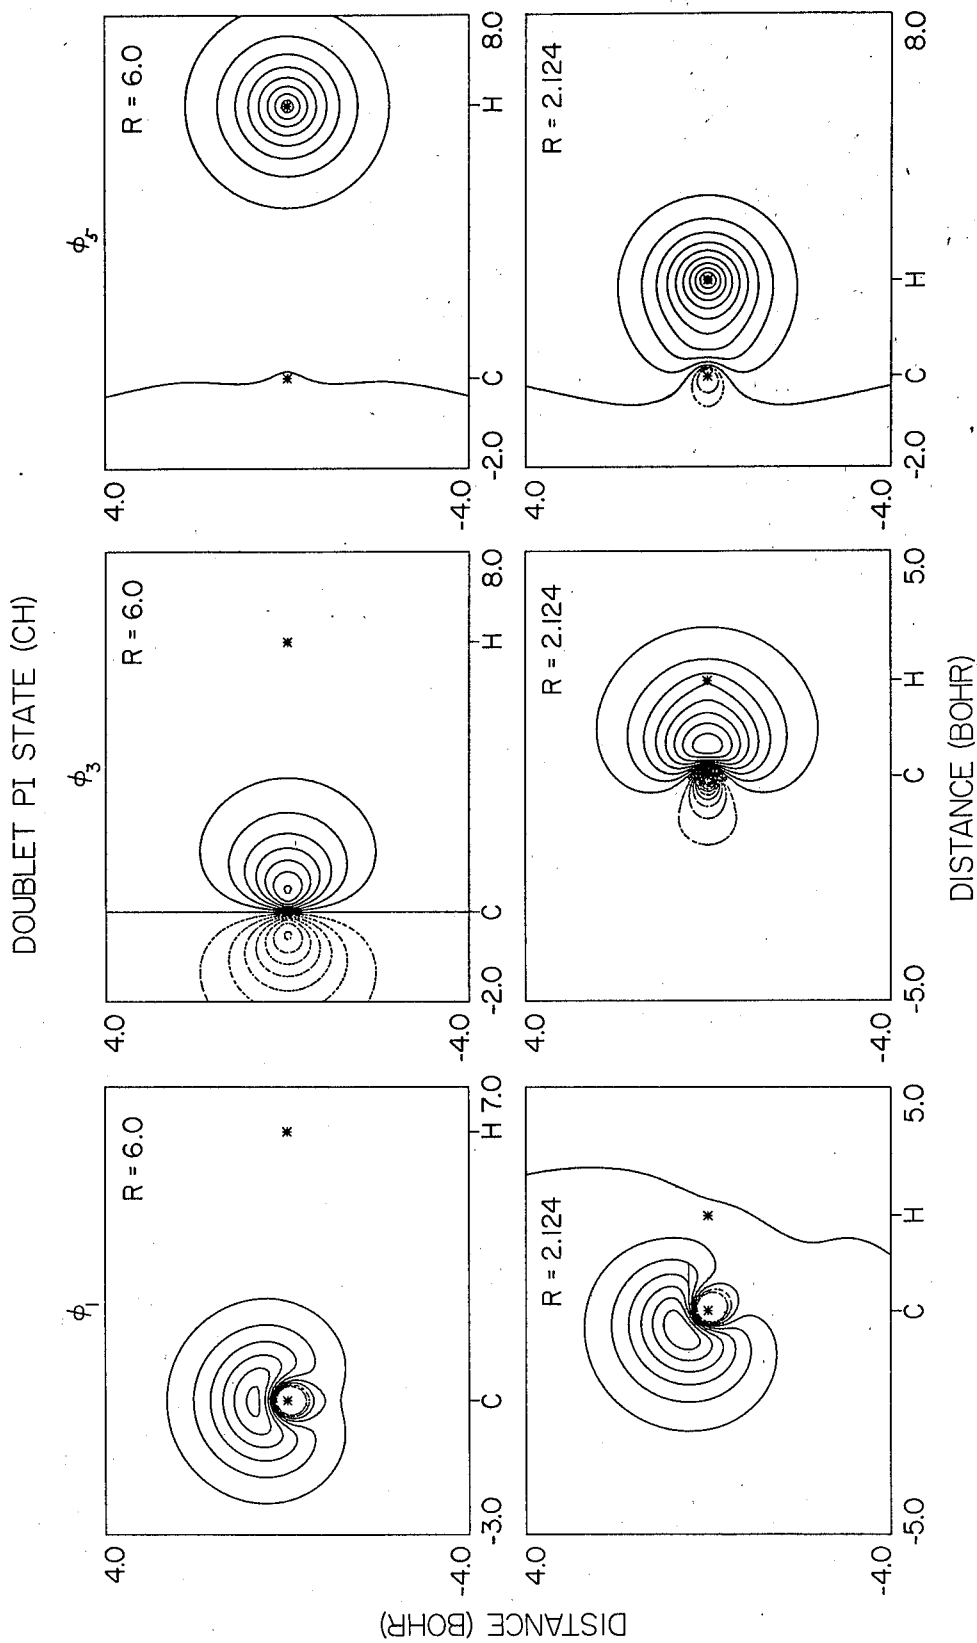 DOUBLET PI STATE (CH)
ϕ₁
ϕ₃
ϕ₅
R = 6.0
4.0
-4.0
-3.0
C
H
7.0
R = 6.0
4.0
-4.0
-2.0
C
H
8.0
R = 6.0
4.0
-4.0
-2.0
C
H
8.0
R = 2.124
4.0
-4.0
-5.0
C
H
5.0
R = 2.124
4.0
-4.0
-5.0
C
H
5.0
R = 2.124
4.0
-4.0
-2.0
C
H
8.0
DISTANCE (BOHR)
DISTANCE (BOHR)